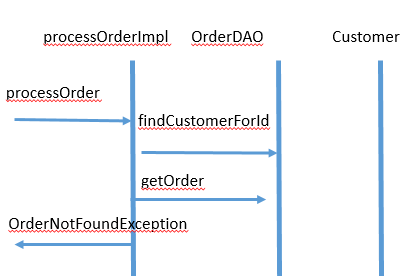 processOrderImpl OrderDAO Customer
processOrder
findCustomerForId
getOrder
OrderNotFoundException